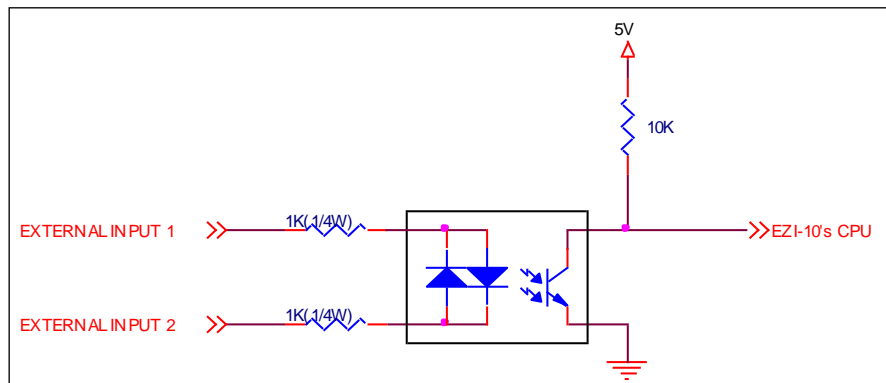 5V
10K
1K(1/4W)
EXTERNAL INPUT 1
EZI-10's CPU
1K(1/4W)
EXTERNAL INPUT 2